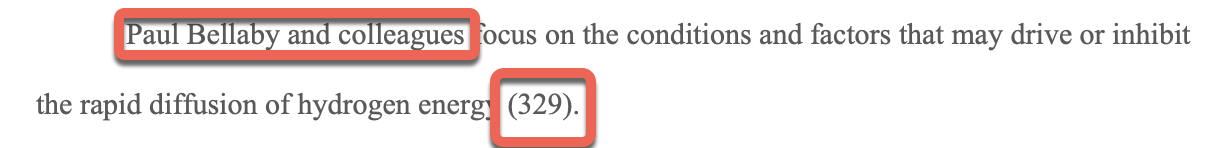 Paul Bellaby and colleagues focus on the conditions and factors that may drive or inhibit
the rapid diffusion of hydrogen energy (329).